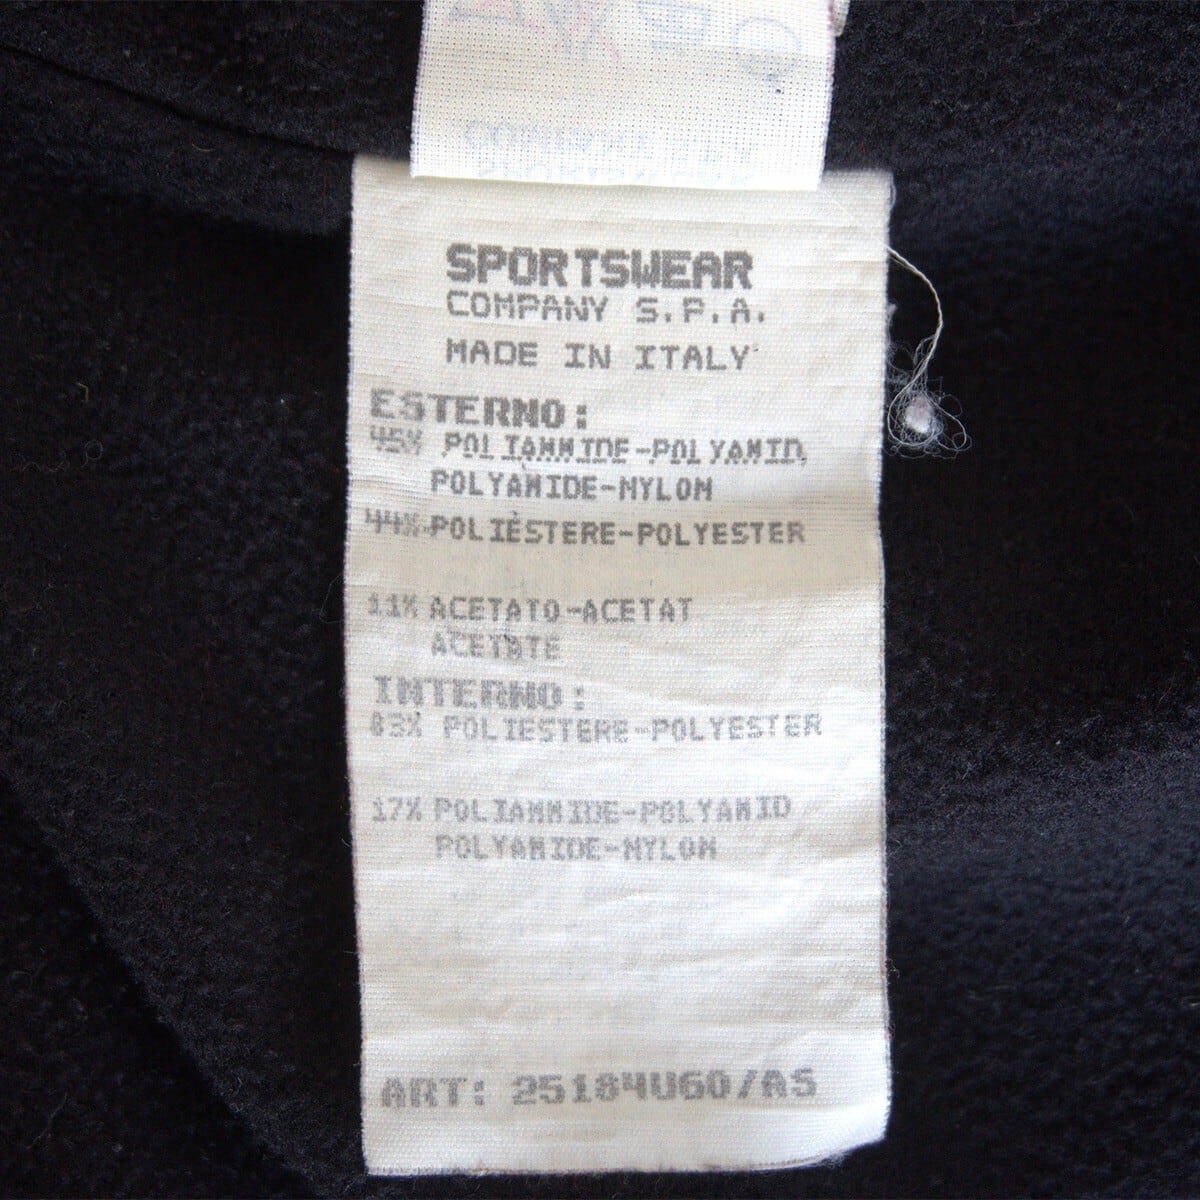 SPORTSWEAR
COMPANY S.P.A.
MADE IN ITALY
ESTERNO:
45% POLIAMMIDE-POLYAMID
POLYAMIDE-NYLON
44% POLIESTERE-POLYESTER
11% ACETATO-ACETAT
ACETATE
INTERNO:
83% POLIESTERE-POLYESTER
17% POLIAMMIDE-POLYAMID
POLYAMIDE-NYLON
ART: 25184V60/A5